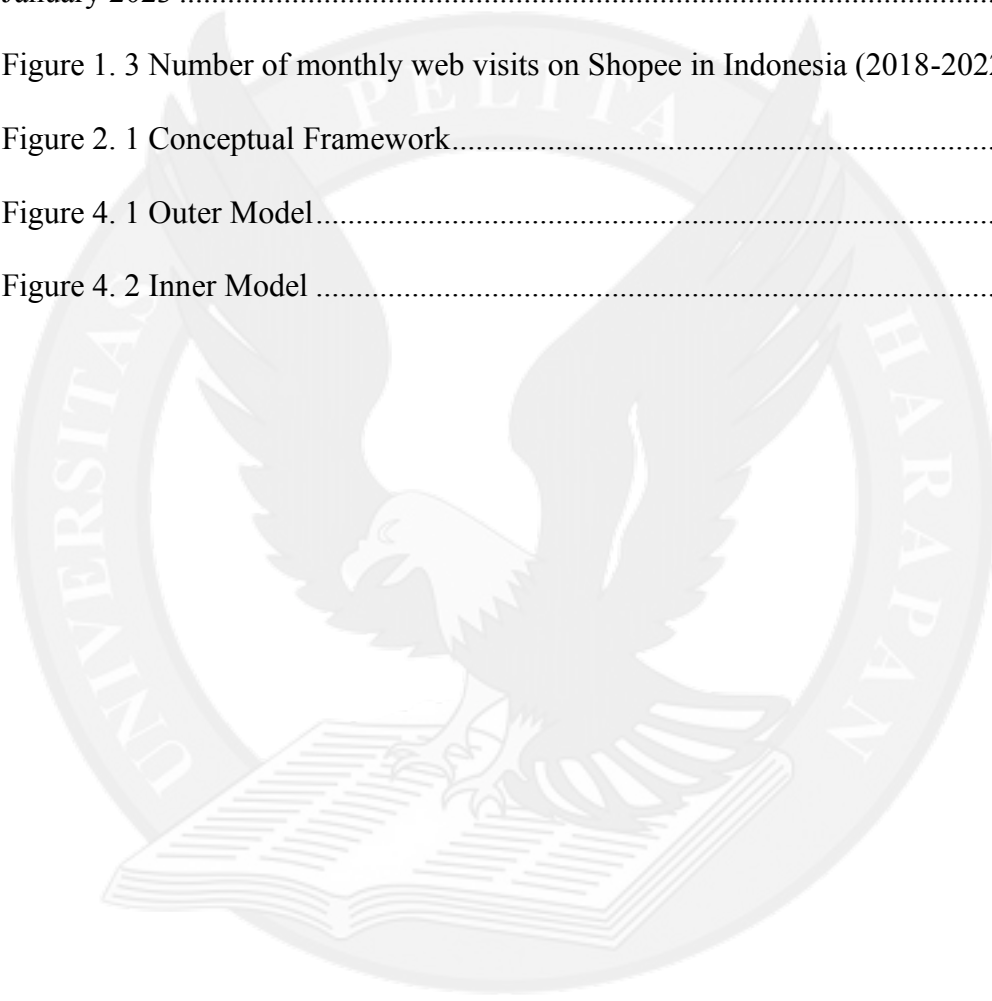 January ....................................................................................................
Figure 1. 3 Number of monthly web visits on Shopee in Indonesia (2018-2022
Figure 2. 1 Conceptual Framework....................................................................
Figure 4. 1 Outer Model.....................................................................................
Figure 4. 2 Inner Model .....................................................................................
UNIVERSITAS PELITA HARAPAN